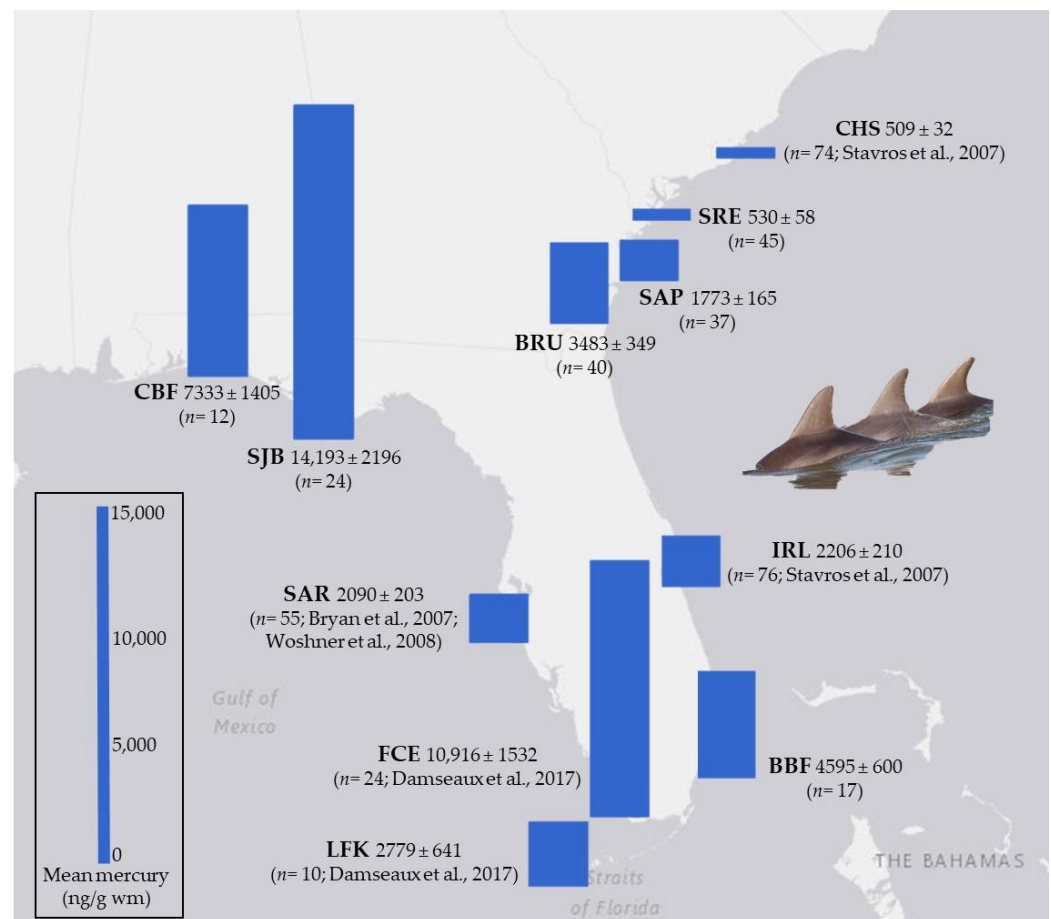 CHS 509 ± 32
(n= 74; Stavros et al., 2007)
SRE 530 ± 58
(n= 45)
SAP 1773 ± 165
(n= 37)
BRU 3483 ± 349
(n= 40)
CBF 7333 ± 1405
(n= 12)
SJB 14,193 ± 2196
(n= 24)
15,000
10,000
5,000
0
Mean mercury
(ng/g wm)
IRL 2206 ± 210
(n= 76; Stavros et al., 2007)
SAR 2090 ± 203
(n= 55; Bryan et al., 2007;
Woshner et al., 2008)
Gulf of
Mexico
FCE 10,916 ± 1532
(n= 24; Damseaux et al., 2017)
BBF 4595 ± 600
(n= 17)
LFK 2779 ± 641
(n= 10; Damseaux et al., 2017)
Straits
of Florida
THE BAHAMAS